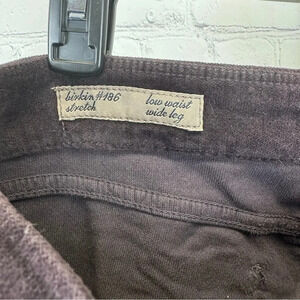 birkin #186 low waist
stretch wide leg